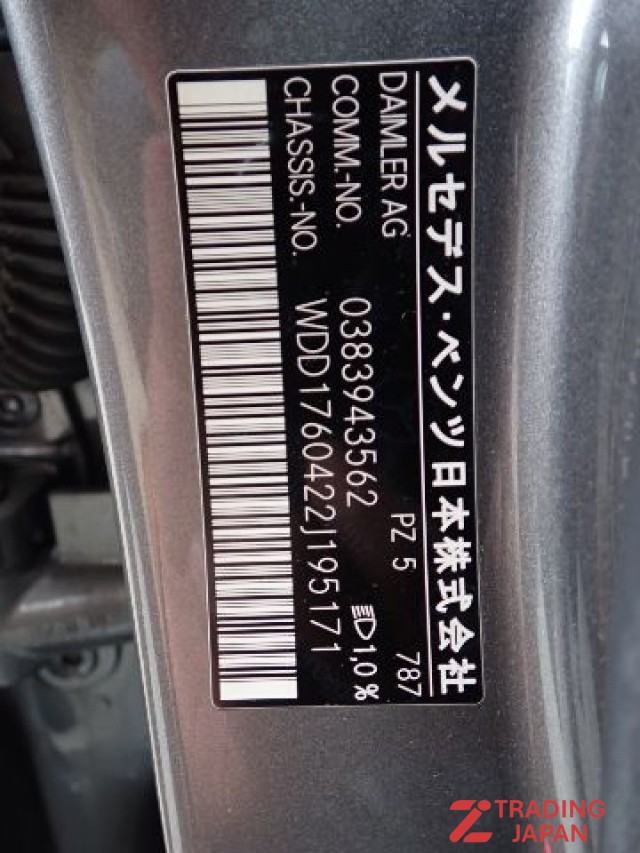 メルセデス・ベンツ日本株式会社
DAIMLER AG PZ 5 787
COMM.-NO. 0383943562 1,0 %
CHASSIS.-NO. WDD1760422J195171
TRADING
JAPAN